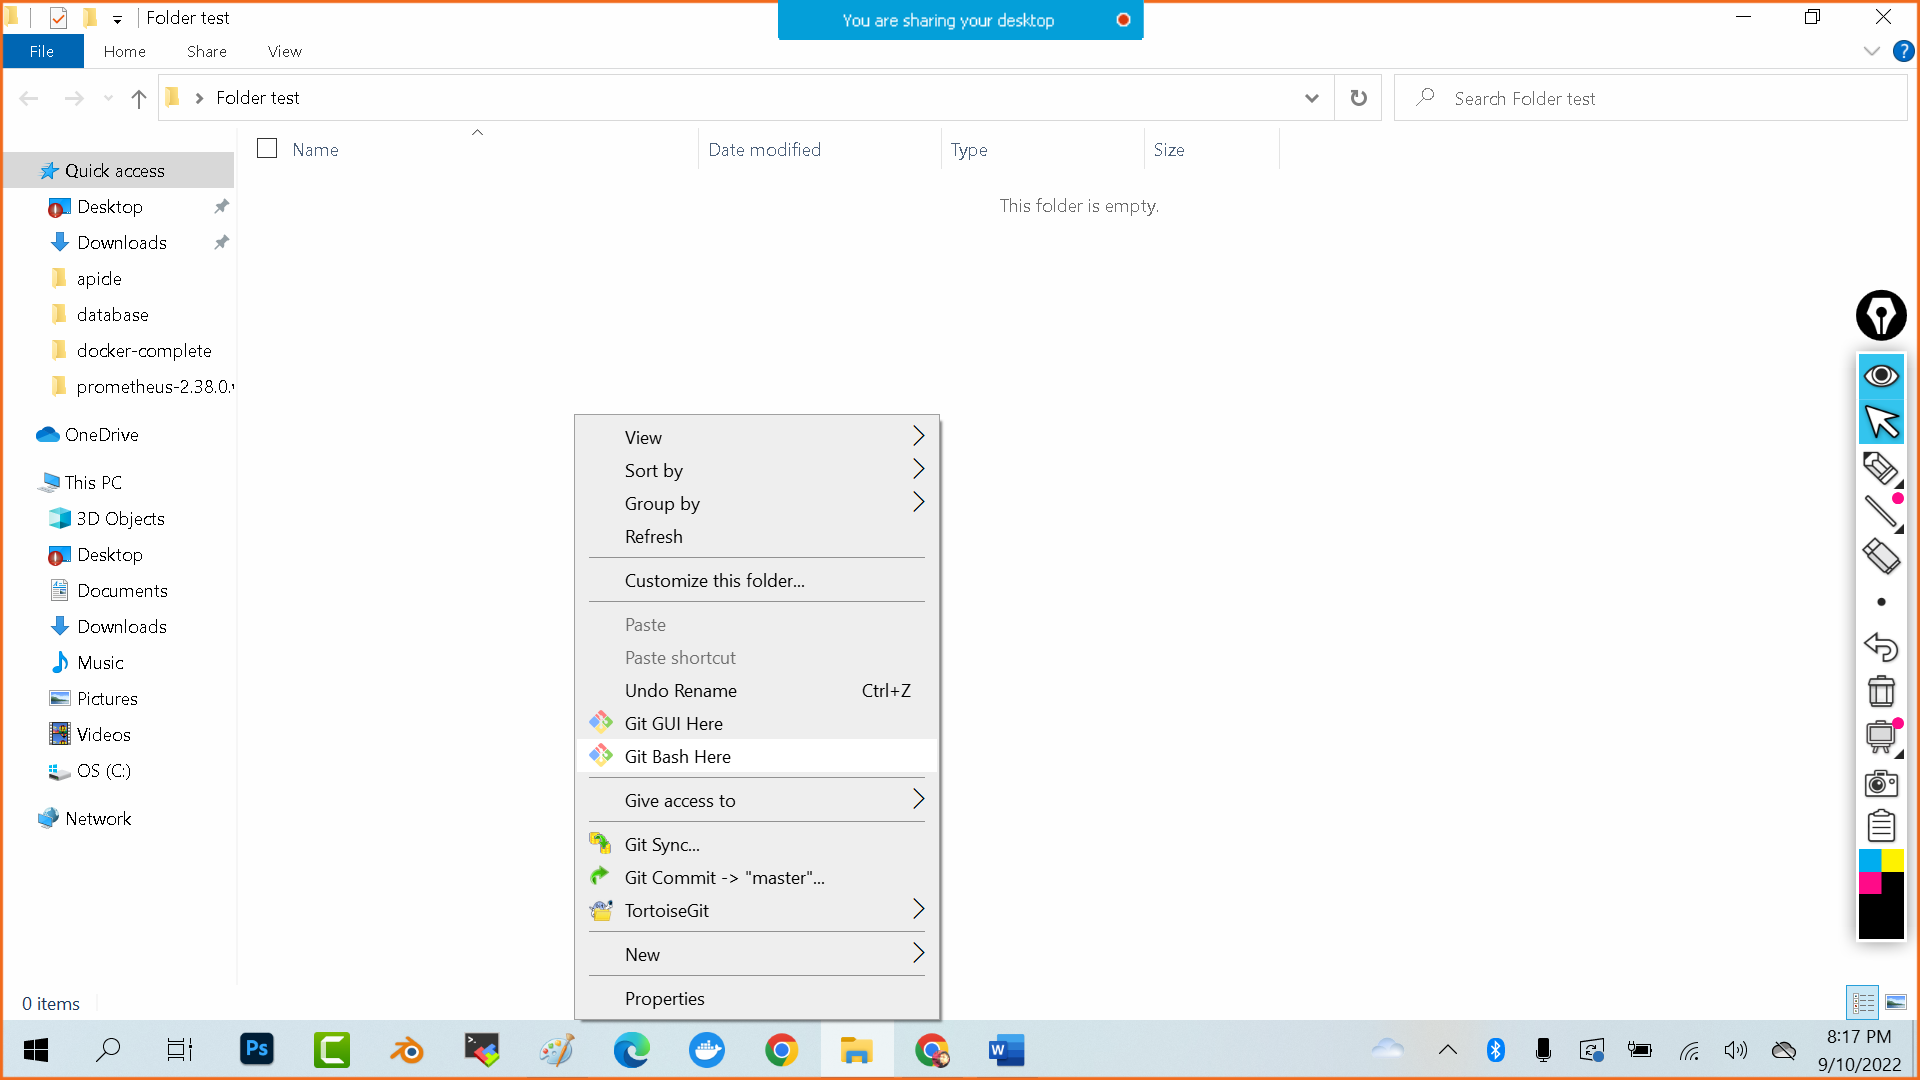 Folder test
You are sharing your desktop
File Home Share View
Folder test
Search Folder test
Name Date modified Type Size
This folder is empty.
Quick access
Desktop
Downloads
apicle
database
docker-complete
prometheus-2.38.0.
OneDrive
This PC
3D Objects
Desktop
Documents
Downloads
Music
Pictures
Videos
OS (C:)
Network
View
Sort by
Group by
Refresh
Customize this folder...
Paste
Paste shortcut
Undo Rename Ctrl+Z
Git GUI Here
Git Bash Here
Give access to
Git Sync...
Git Commit -> "master"...
TortoiseGit
New
Properties
0 items
Ps
C
W
8:17 PM
9/10/2022